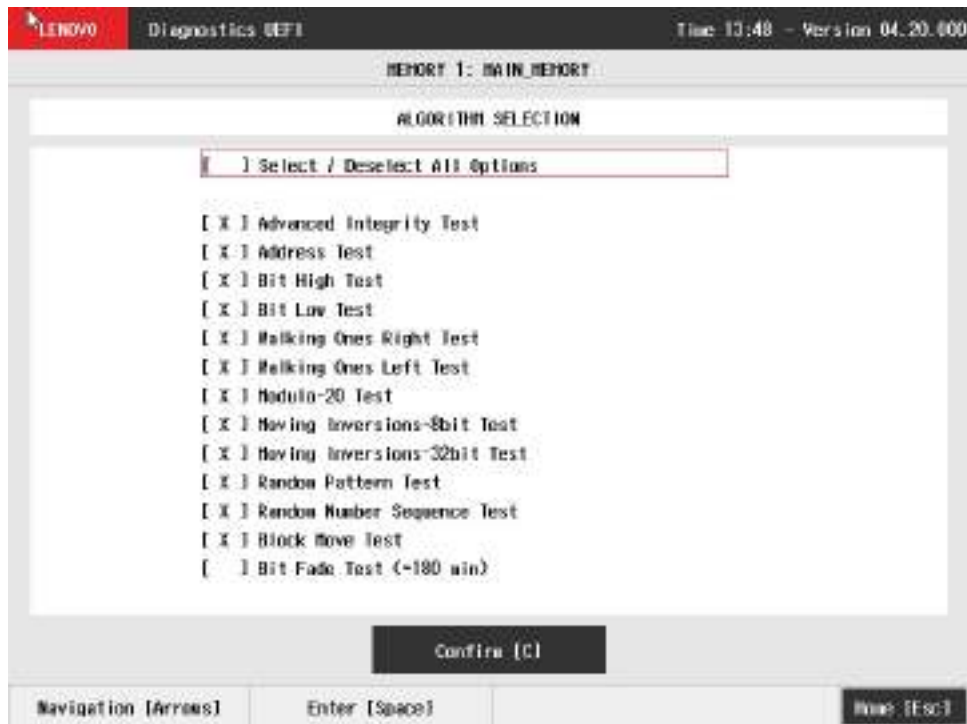 LENOVO Diagnostics UEFI Time 13:48 - Version 04.20.000
MEMORY 1: MAIN_MEMORY
ALGORITHM SELECTION
[ ] Select / Deselect All Options
[ X ] Advanced Integrity Test
[ X ] Address Test
[ X ] Bit High Test
[ X ] Bit Low Test
[ X ] Walking Ones Right Test
[ X ] Walking Ones Left Test
[ X ] Modulo-20 Test
[ X ] Moving Inversions-8bit Test
[ X ] Moving Inversions-32bit Test
[ X ] Random Pattern Test
[ X ] Random Number Sequence Test
[ X ] Block Move Test
[ ] Bit Fade Test (~180 min)
Confirm [C]
Navigation [Arrows] Enter [Space] Home [Esc]